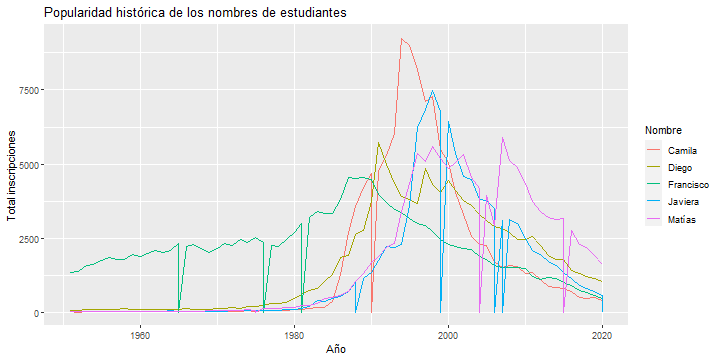 Popularidad histórica de los nombres de estudiantes
Total inscripciones
7500
5000
2500
0
1960
1980
2000
2020
Año
Nombre
Camila
Diego
Francisco
Javiera
Matías